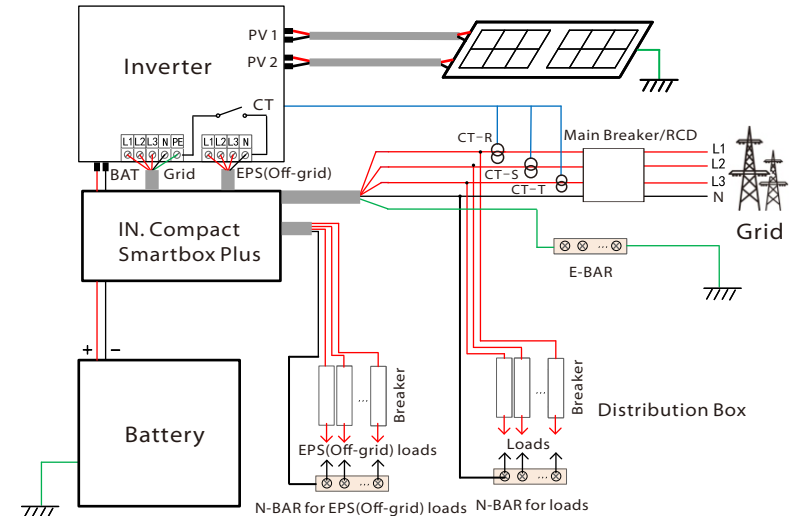 PV 1
PV 2
Inverter
CT
L1 L2 L3 N PE
L1 L2 L3 N
BAT
Grid
EPS(Off-grid)
CT-R
CT-S
CT-T
Main Breaker/RCD
L1
L2
L3
N
Grid
IN. Compact
Smartbox Plus
E-BAR
+
−
Battery
...
Breaker
EPS(Off-grid) loads
...
N-BAR for EPS(Off-grid) loads
...
Breaker
Loads
...
N-BAR for loads
Distribution Box
...